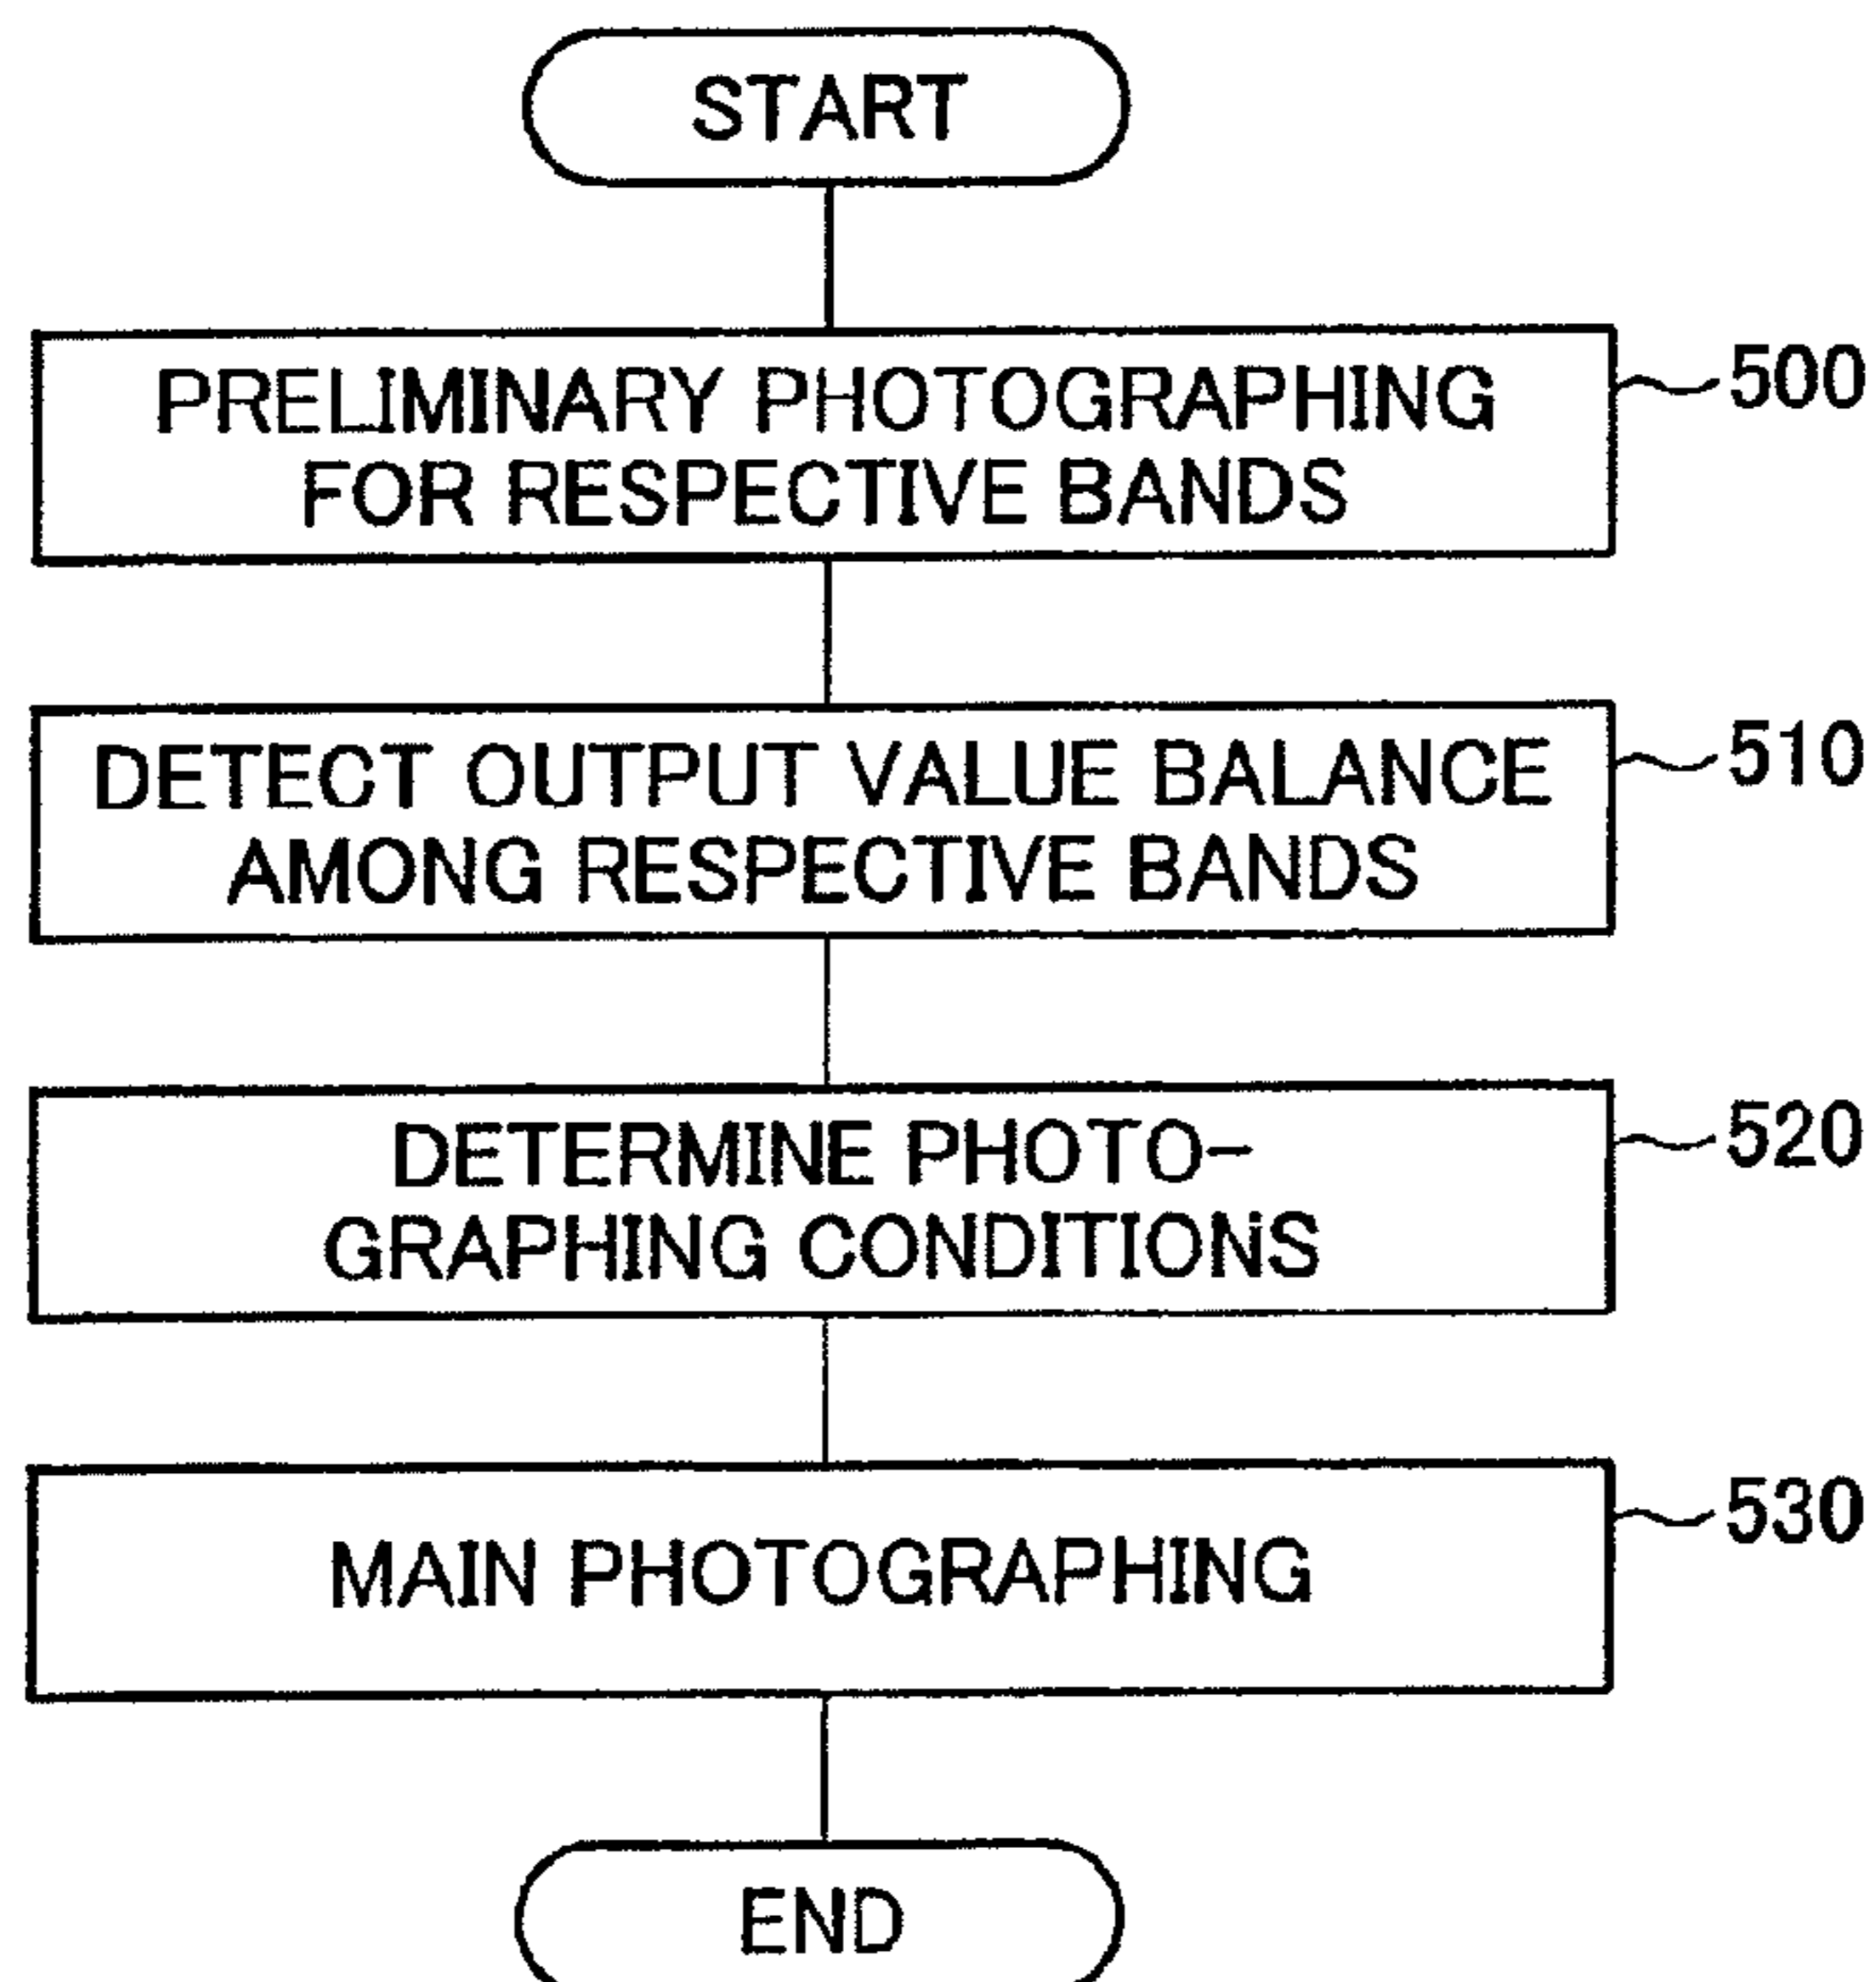 START
PRELIMINARY PHOTOGRAPHING
FOR RESPECTIVE BANDS
500
DETECT OUTPUT VALUE BALANCE
AMONG RESPECTIVE BANDS
510
DETERMINE PHOTO-
GRAPHING CONDITIONS
520
MAIN PHOTOGRAPHING
530
END